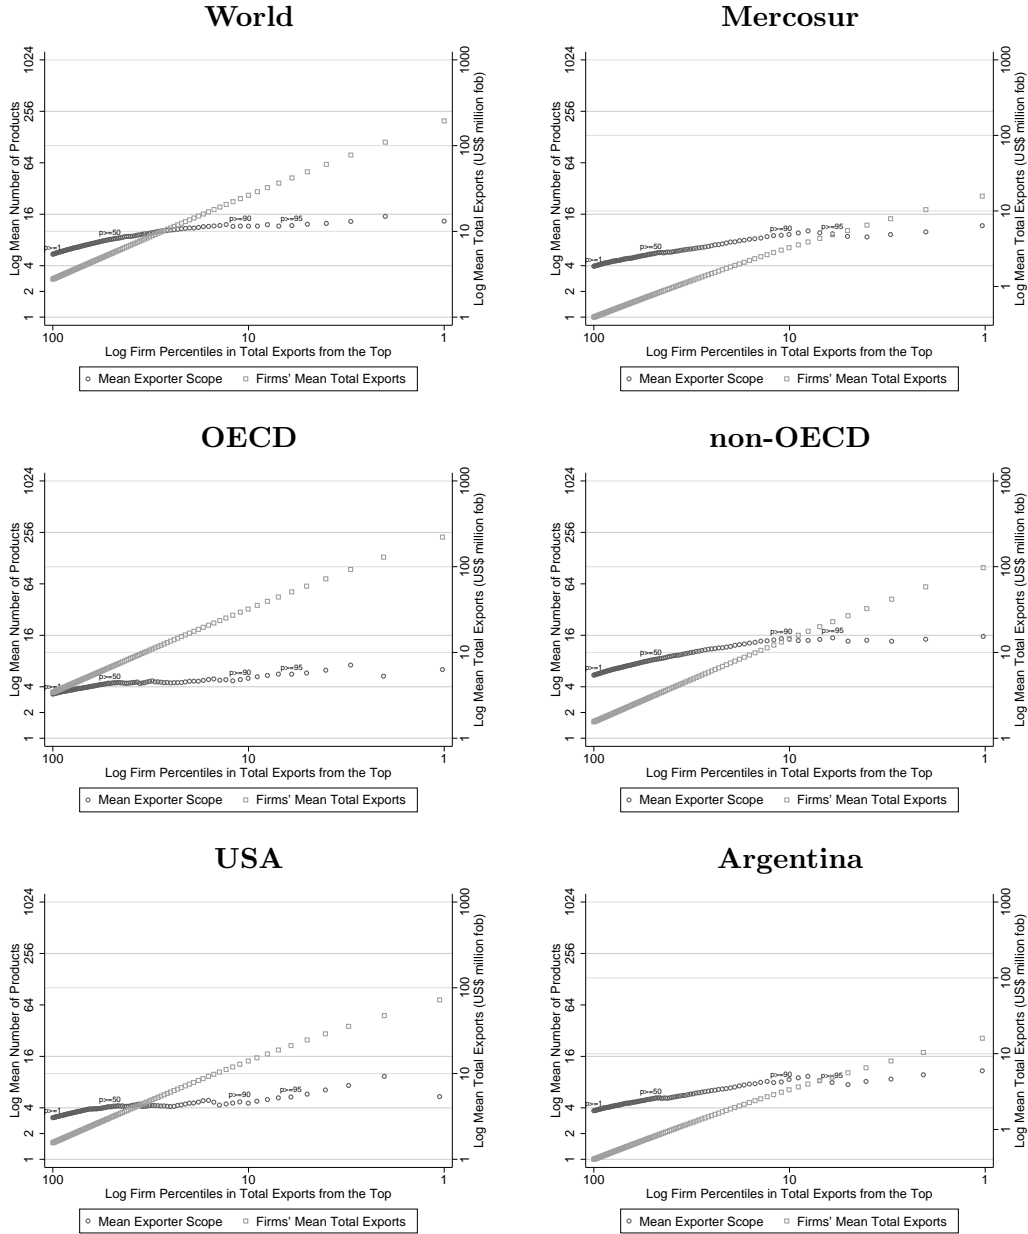 World
Mercosur
Log Mean Number of Products
1 2 4 16 64 256 1024
Log Mean Total Exports (US$ million fob)
1 10 100 1000
p>=1
p>=50
p>=90
p>=95
100 10 1
Log Firm Percentiles in Total Exports from the Top
Mean Exporter Scope Firms' Mean Total Exports
Log Mean Number of Products
1 2 4 16 64 256 1024
Log Mean Total Exports (US$ million fob)
1 10 100 1000
p>=1
p>=50
p>=90
p>=95
100 10 1
Log Firm Percentiles in Total Exports from the Top
Mean Exporter Scope Firms' Mean Total Exports
OECD
non-OECD
Log Mean Number of Products
1 2 4 16 64 256 1024
Log Mean Total Exports (US$ million fob)
1 10 100 1000
p>=1
p>=50
p>=90
p>=95
100 10 1
Log Firm Percentiles in Total Exports from the Top
Mean Exporter Scope Firms' Mean Total Exports
Log Mean Number of Products
1 2 4 16 64 256 1024
Log Mean Total Exports (US$ million fob)
1 10 100 1000
p>=1
p>=50
p>=90
p>=95
100 10 1
Log Firm Percentiles in Total Exports from the Top
Mean Exporter Scope Firms' Mean Total Exports
USA
Argentina
Log Mean Number of Products
1 2 4 16 64 256 1024
Log Mean Total Exports (US$ million fob)
1 10 100 1000
p>=1
p>=50
p>=90
p>=95
100 10 1
Log Firm Percentiles in Total Exports from the Top
Mean Exporter Scope Firms' Mean Total Exports
Log Mean Number of Products
1 2 4 16 64 256 1024
Log Mean Total Exports (US$ million fob)
1 10 100 1000
p>=1
p>=50
p>=90
p>=95
100 10 1
Log Firm Percentiles in Total Exports from the Top
Mean Exporter Scope Firms' Mean Total Exports